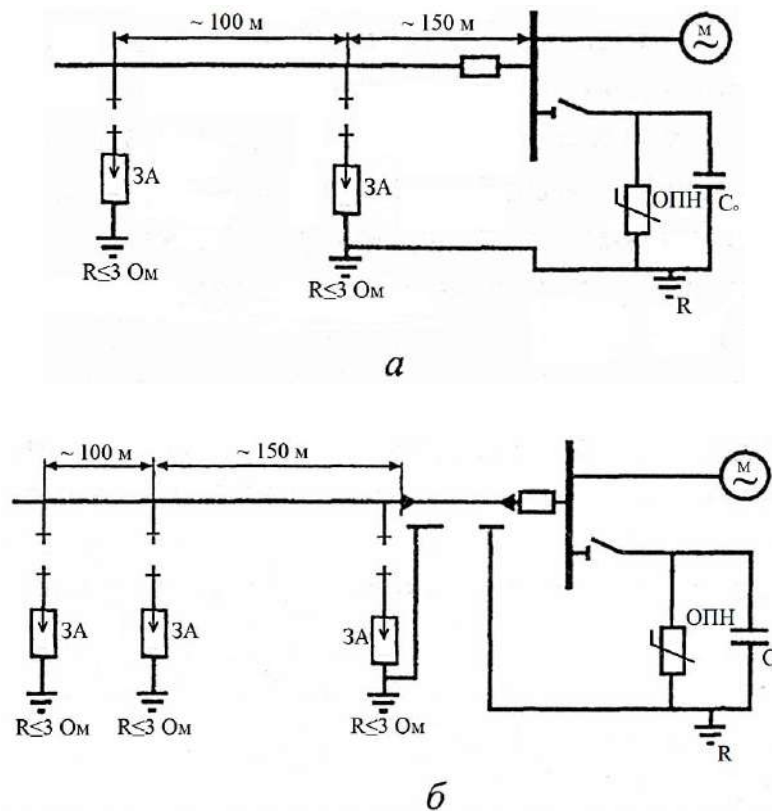 ~ 100 м
~ 150 м
М
~
ЗА
ЗА
ОПН
Cₒ
R≤3 Ом
R≤3 Ом
R
а
~ 100 м
~ 150 м
М
~
ЗА
ЗА
ЗА
ОПН
C
R≤3 Ом
R≤3 Ом
R≤3 Ом
R
б